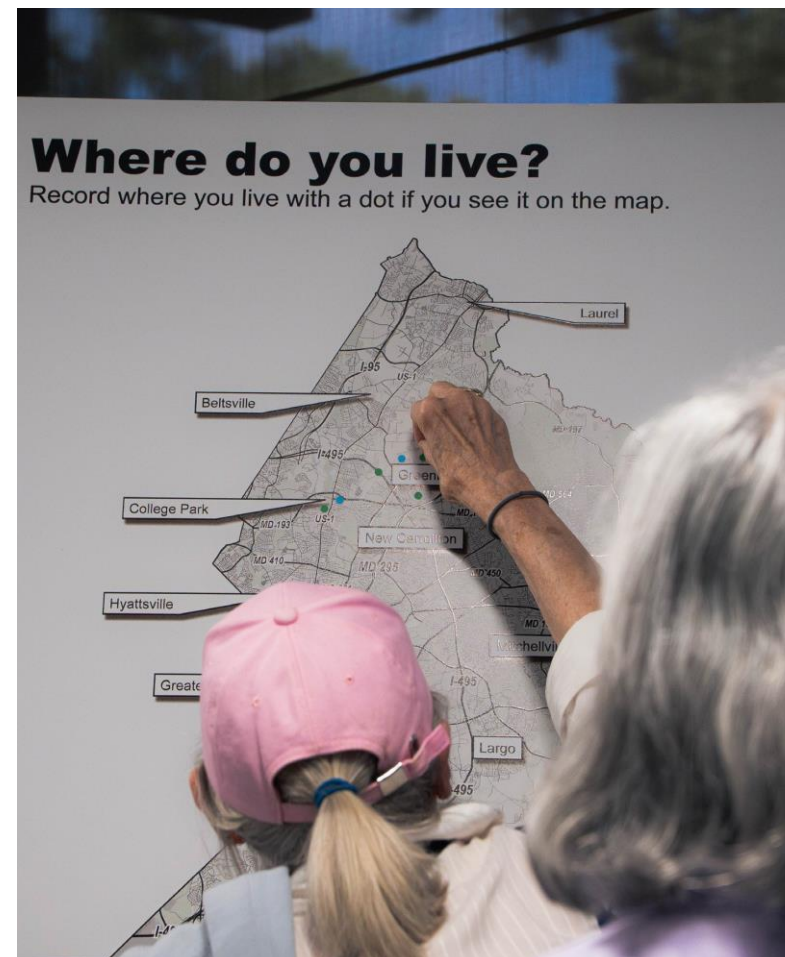 Where do you live?
Record where you live with a dot if you see it on the map.
Laurel
I-95
US-1
Beltsville
MD-197
I-495
College Park
US-1
MD-193
New Carrollton
MD 410
MD 295
MD 450
Hyattsville
I-495
Largo